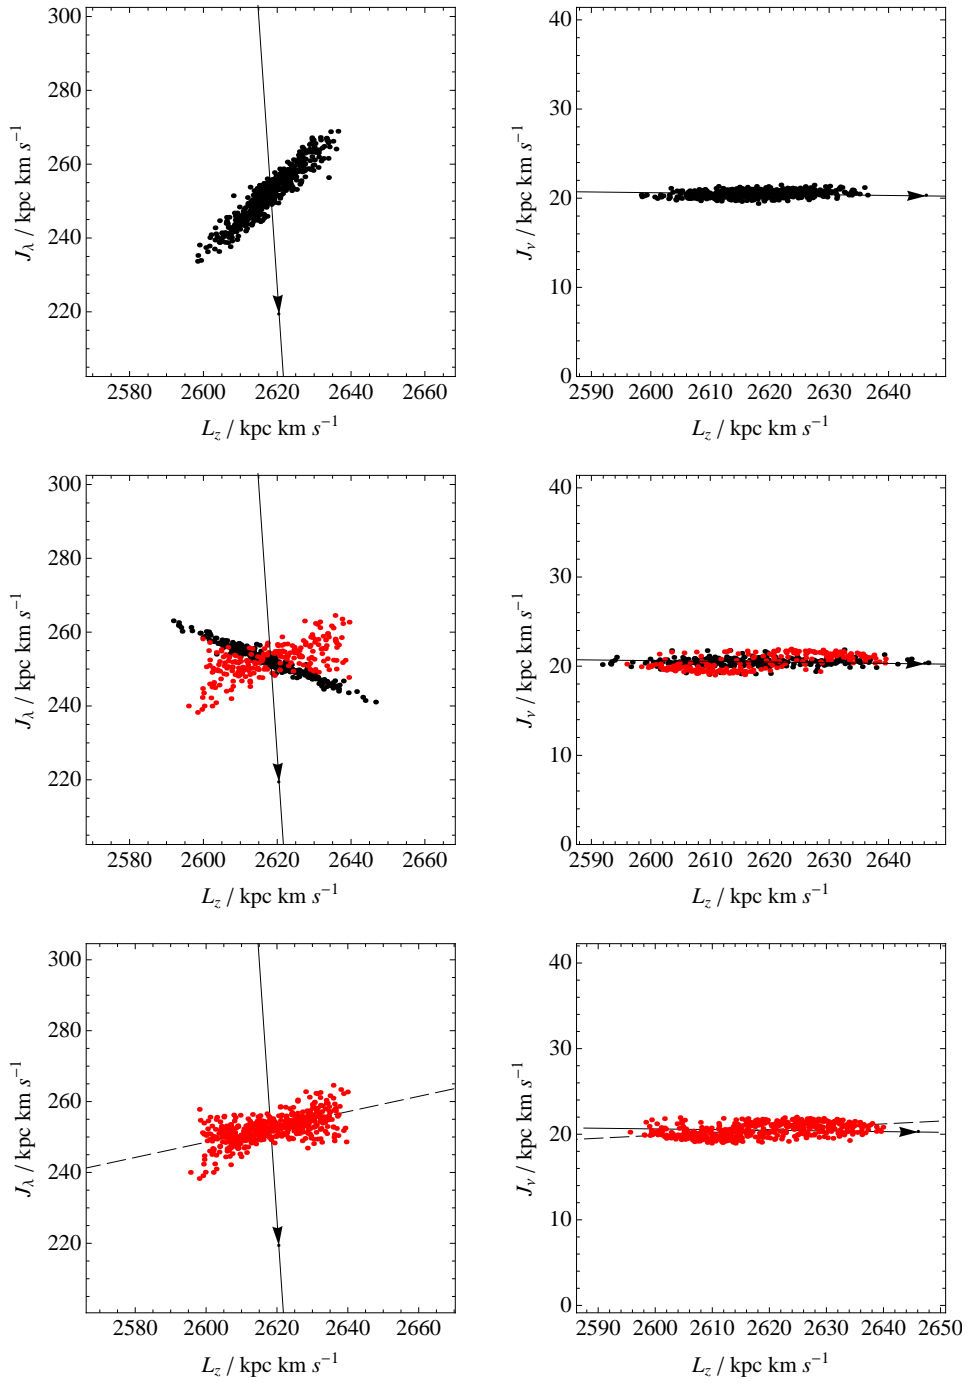 300
280
260
240
220
J_λ / kpc km s⁻¹
2580 2600 2620 2640 2660
L_z / kpc km s⁻¹
40
30
20
10
0
J_ν / kpc km s⁻¹
2590 2600 2610 2620 2630 2640
L_z / kpc km s⁻¹
300
280
260
240
220
J_λ / kpc km s⁻¹
2580 2600 2620 2640 2660
L_z / kpc km s⁻¹
40
30
20
10
0
J_ν / kpc km s⁻¹
2590 2600 2610 2620 2630 2640
L_z / kpc km s⁻¹
300
280
260
240
220
J_λ / kpc km s⁻¹
2580 2600 2620 2640 2660
L_z / kpc km s⁻¹
40
30
20
10
0
J_ν / kpc km s⁻¹
2590 2600 2610 2620 2630 2640 2650
L_z / kpc km s⁻¹